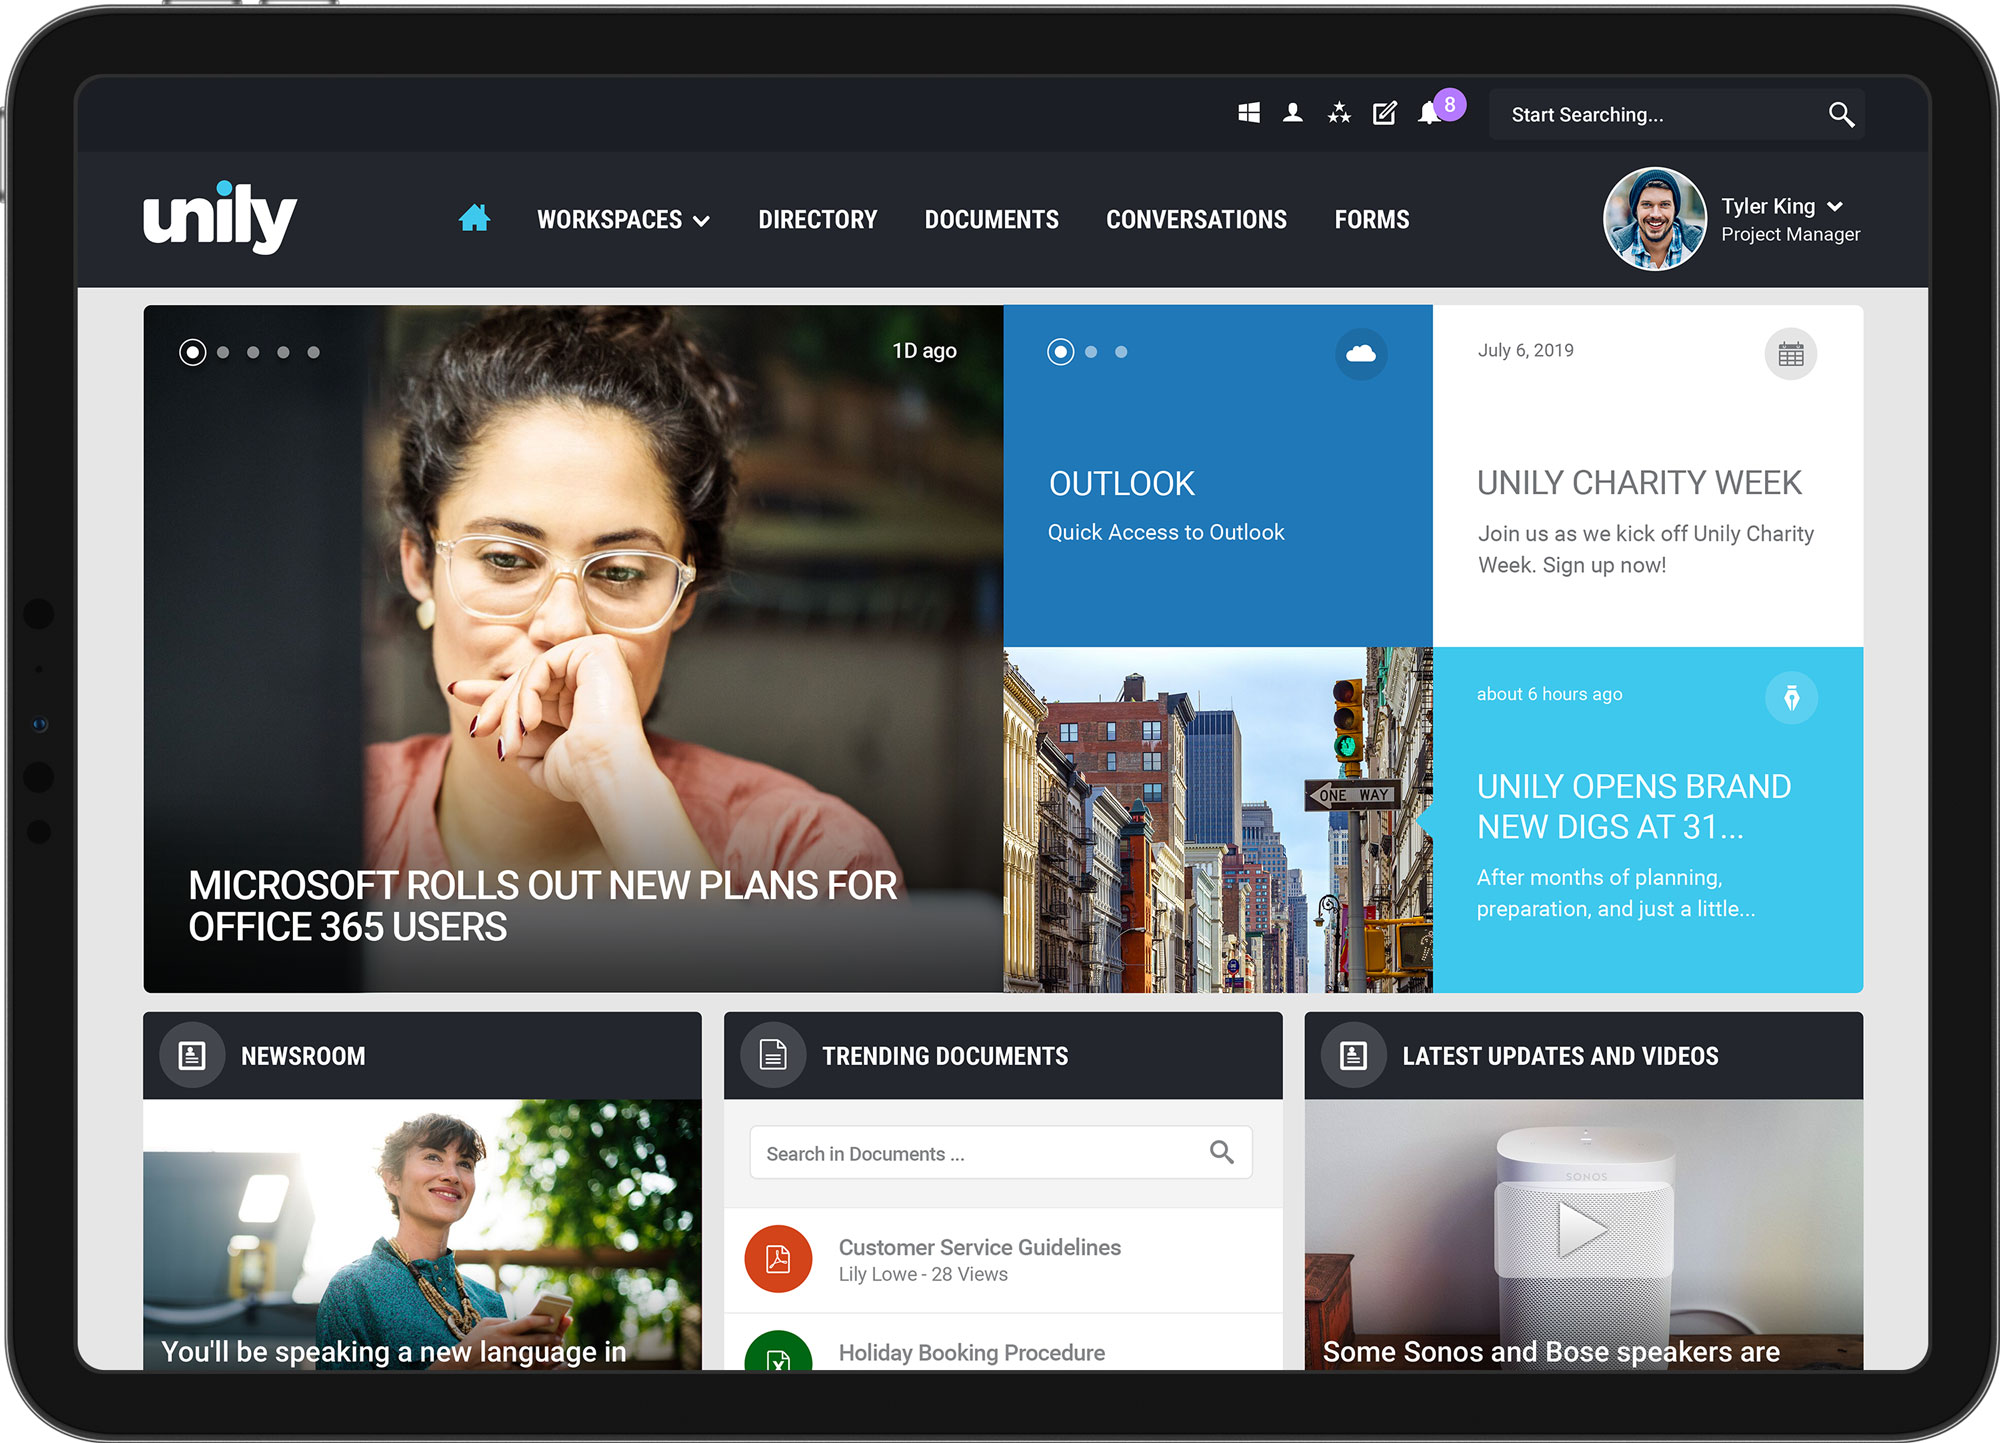 8
Start Searching...
unily
WORKSPACES
DIRECTORY
DOCUMENTS
CONVERSATIONS
FORMS
Tyler King
Project Manager
1D ago
MICROSOFT ROLLS OUT NEW PLANS FOR
OFFICE 365 USERS
OUTLOOK
Quick Access to Outlook
July 6, 2019
UNILY CHARITY WEEK
Join us as we kick off Unily Charity
Week. Sign up now!
ONE WAY
about 6 hours ago
UNILY OPENS BRAND
NEW DIGS AT 31...
After months of planning,
preparation, and just a little...
NEWSROOM
You'll be speaking a new language in
TRENDING DOCUMENTS
Search in Documents ...
Customer Service Guidelines
Lily Lowe - 28 Views
Holiday Booking Procedure
LATEST UPDATES AND VIDEOS
SONOS
Some Sonos and Bose speakers are